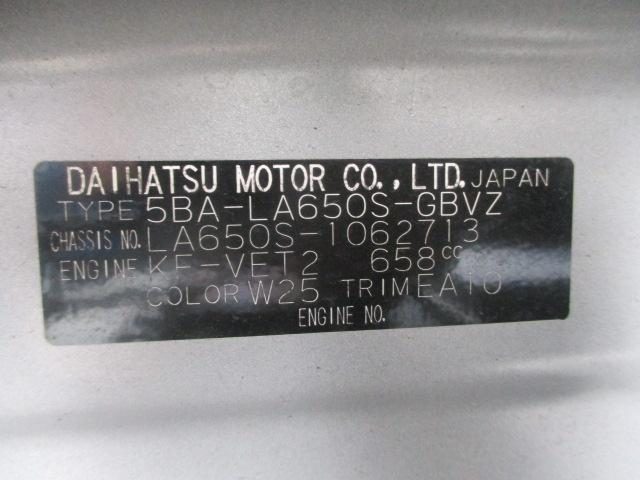 DAIHATSU MOTOR CO., LTD. JAPAN
TYPE 5BA-LA650S-GBVZ
CHASSIS NO. LA650S-1062713
ENGINE KF-VET2 658cc
COLOR W25 TRIM EA10
ENGINE NO.